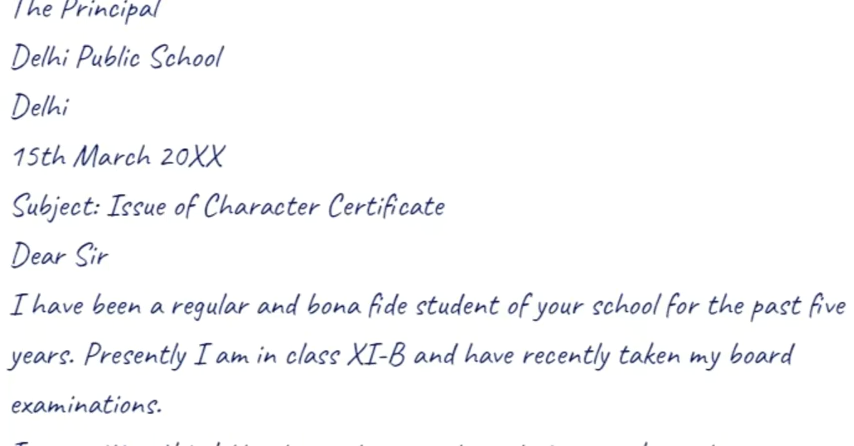 The Principal
Delhi Public School
Delhi
15th March 20XX
Subject: Issue of Character Certificate
Dear Sir
I have been a regular and bona fide student of your school for the past five
years. Presently I am in class XI-B and have recently taken my board
examinations.